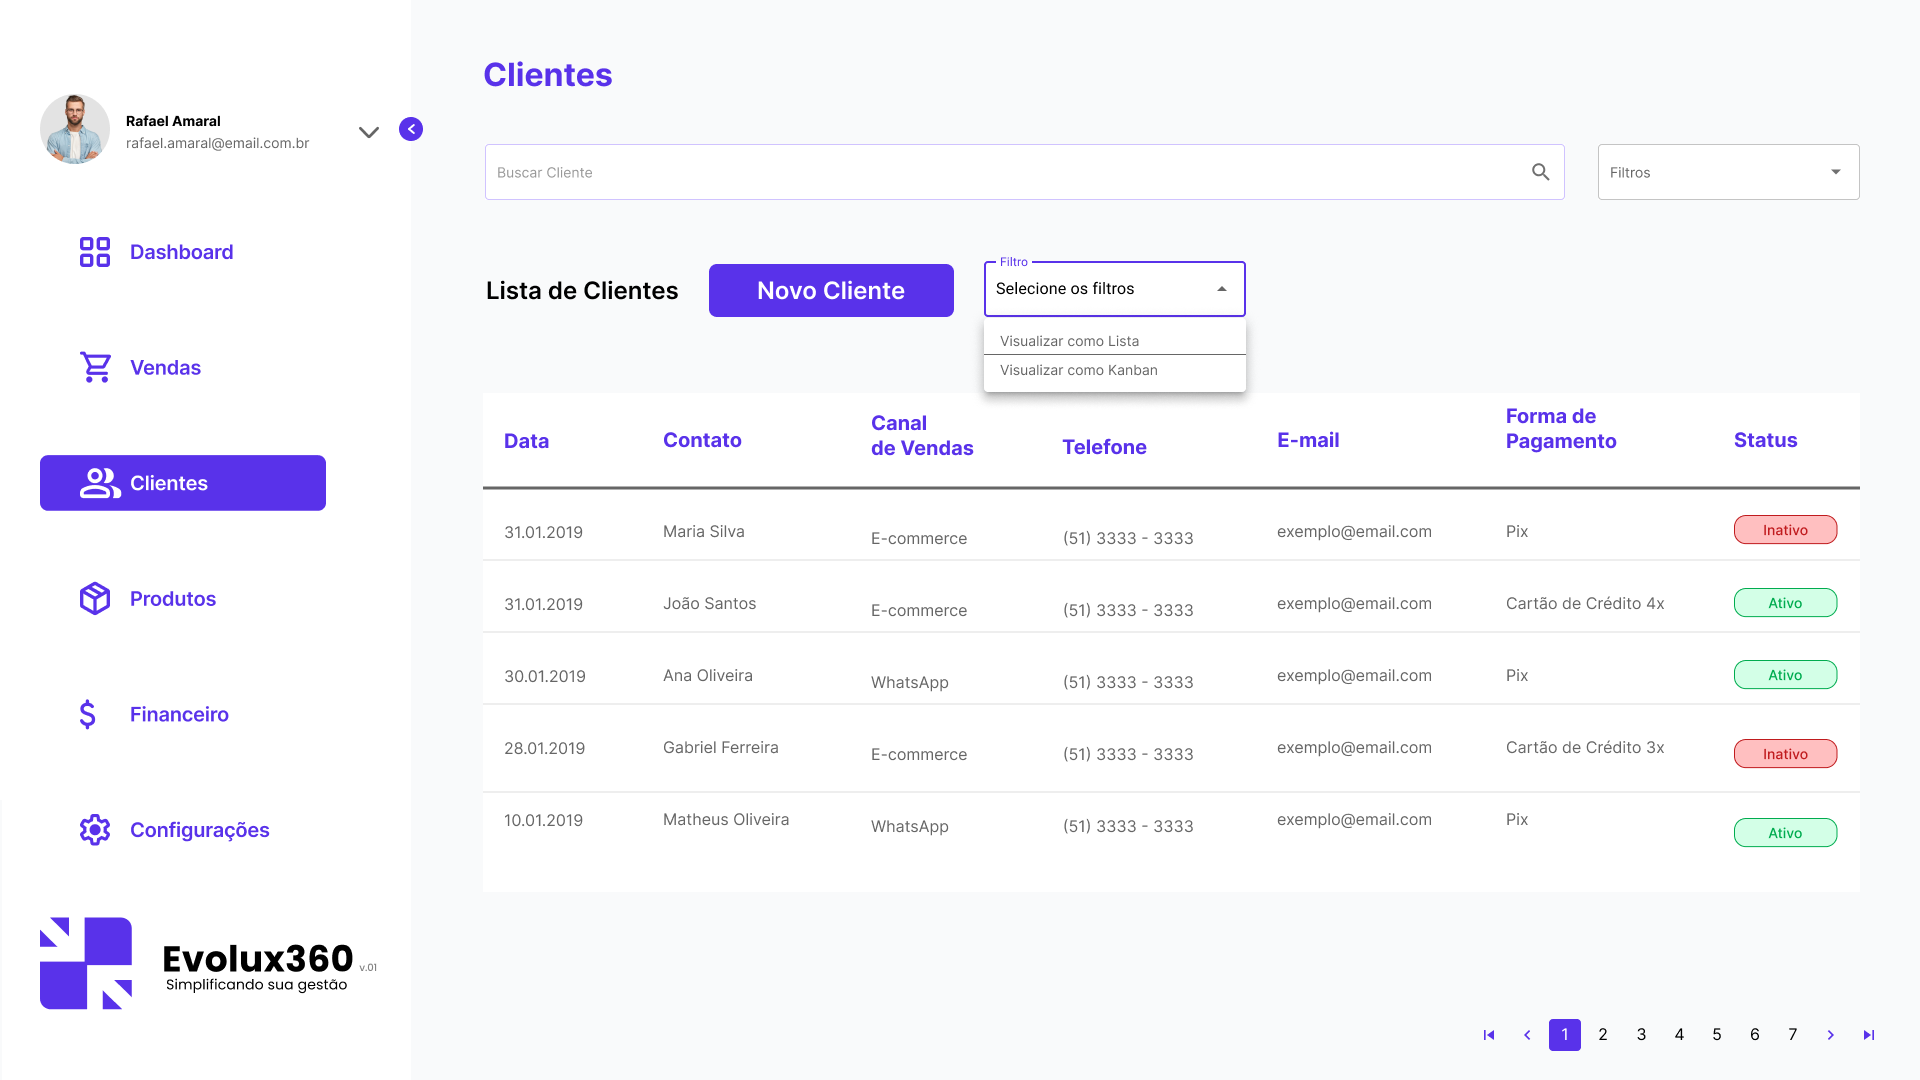 Rafael Amaral
rafael.amaral@email.com.br
Dashboard
Vendas
Clientes
Produtos
Financeiro
Configurações
Evolux360 v.01
Simplificando sua gestão
Clientes
Buscar Cliente
Filtros
Lista de Clientes
Novo Cliente
Filtro
Selecione os filtros
Visualizar como Lista
Visualizar como Kanban
Data
Contato
Canal
de Vendas
Telefone
E-mail
Forma de
Pagamento
Status
31.01.2019 Maria Silva E-commerce (51) 3333 - 3333 exemplo@email.com Pix Inativo
31.01.2019 João Santos E-commerce (51) 3333 - 3333 exemplo@email.com Cartão de Crédito 4x Ativo
30.01.2019 Ana Oliveira WhatsApp (51) 3333 - 3333 exemplo@email.com Pix Ativo
28.01.2019 Gabriel Ferreira E-commerce (51) 3333 - 3333 exemplo@email.com Cartão de Crédito 3x Inativo
10.01.2019 Matheus Oliveira WhatsApp (51) 3333 - 3333 exemplo@email.com Pix Ativo
1 2 3 4 5 6 7